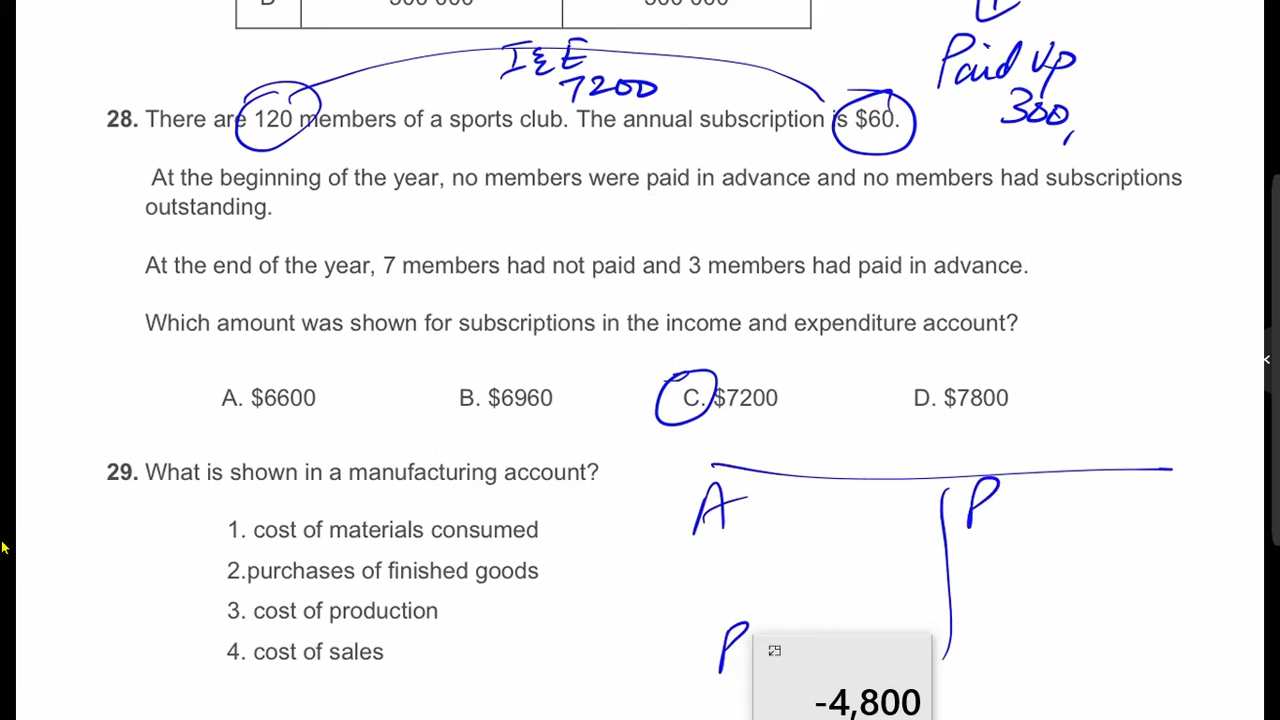 I & E
7200
Paid up
300,
28. There are 120 members of a sports club. The annual subscription is $60.
At the beginning of the year, no members were paid in advance and no members had subscriptions
outstanding.
At the end of the year, 7 members had not paid and 3 members had paid in advance.
Which amount was shown for subscriptions in the income and expenditure account?
A. $6600 B. $6960 C. $7200 D. $7800
29. What is shown in a manufacturing account?
A P
1. cost of materials consumed
2.purchases of finished goods
3. cost of production
4. cost of sales
P
-4,800